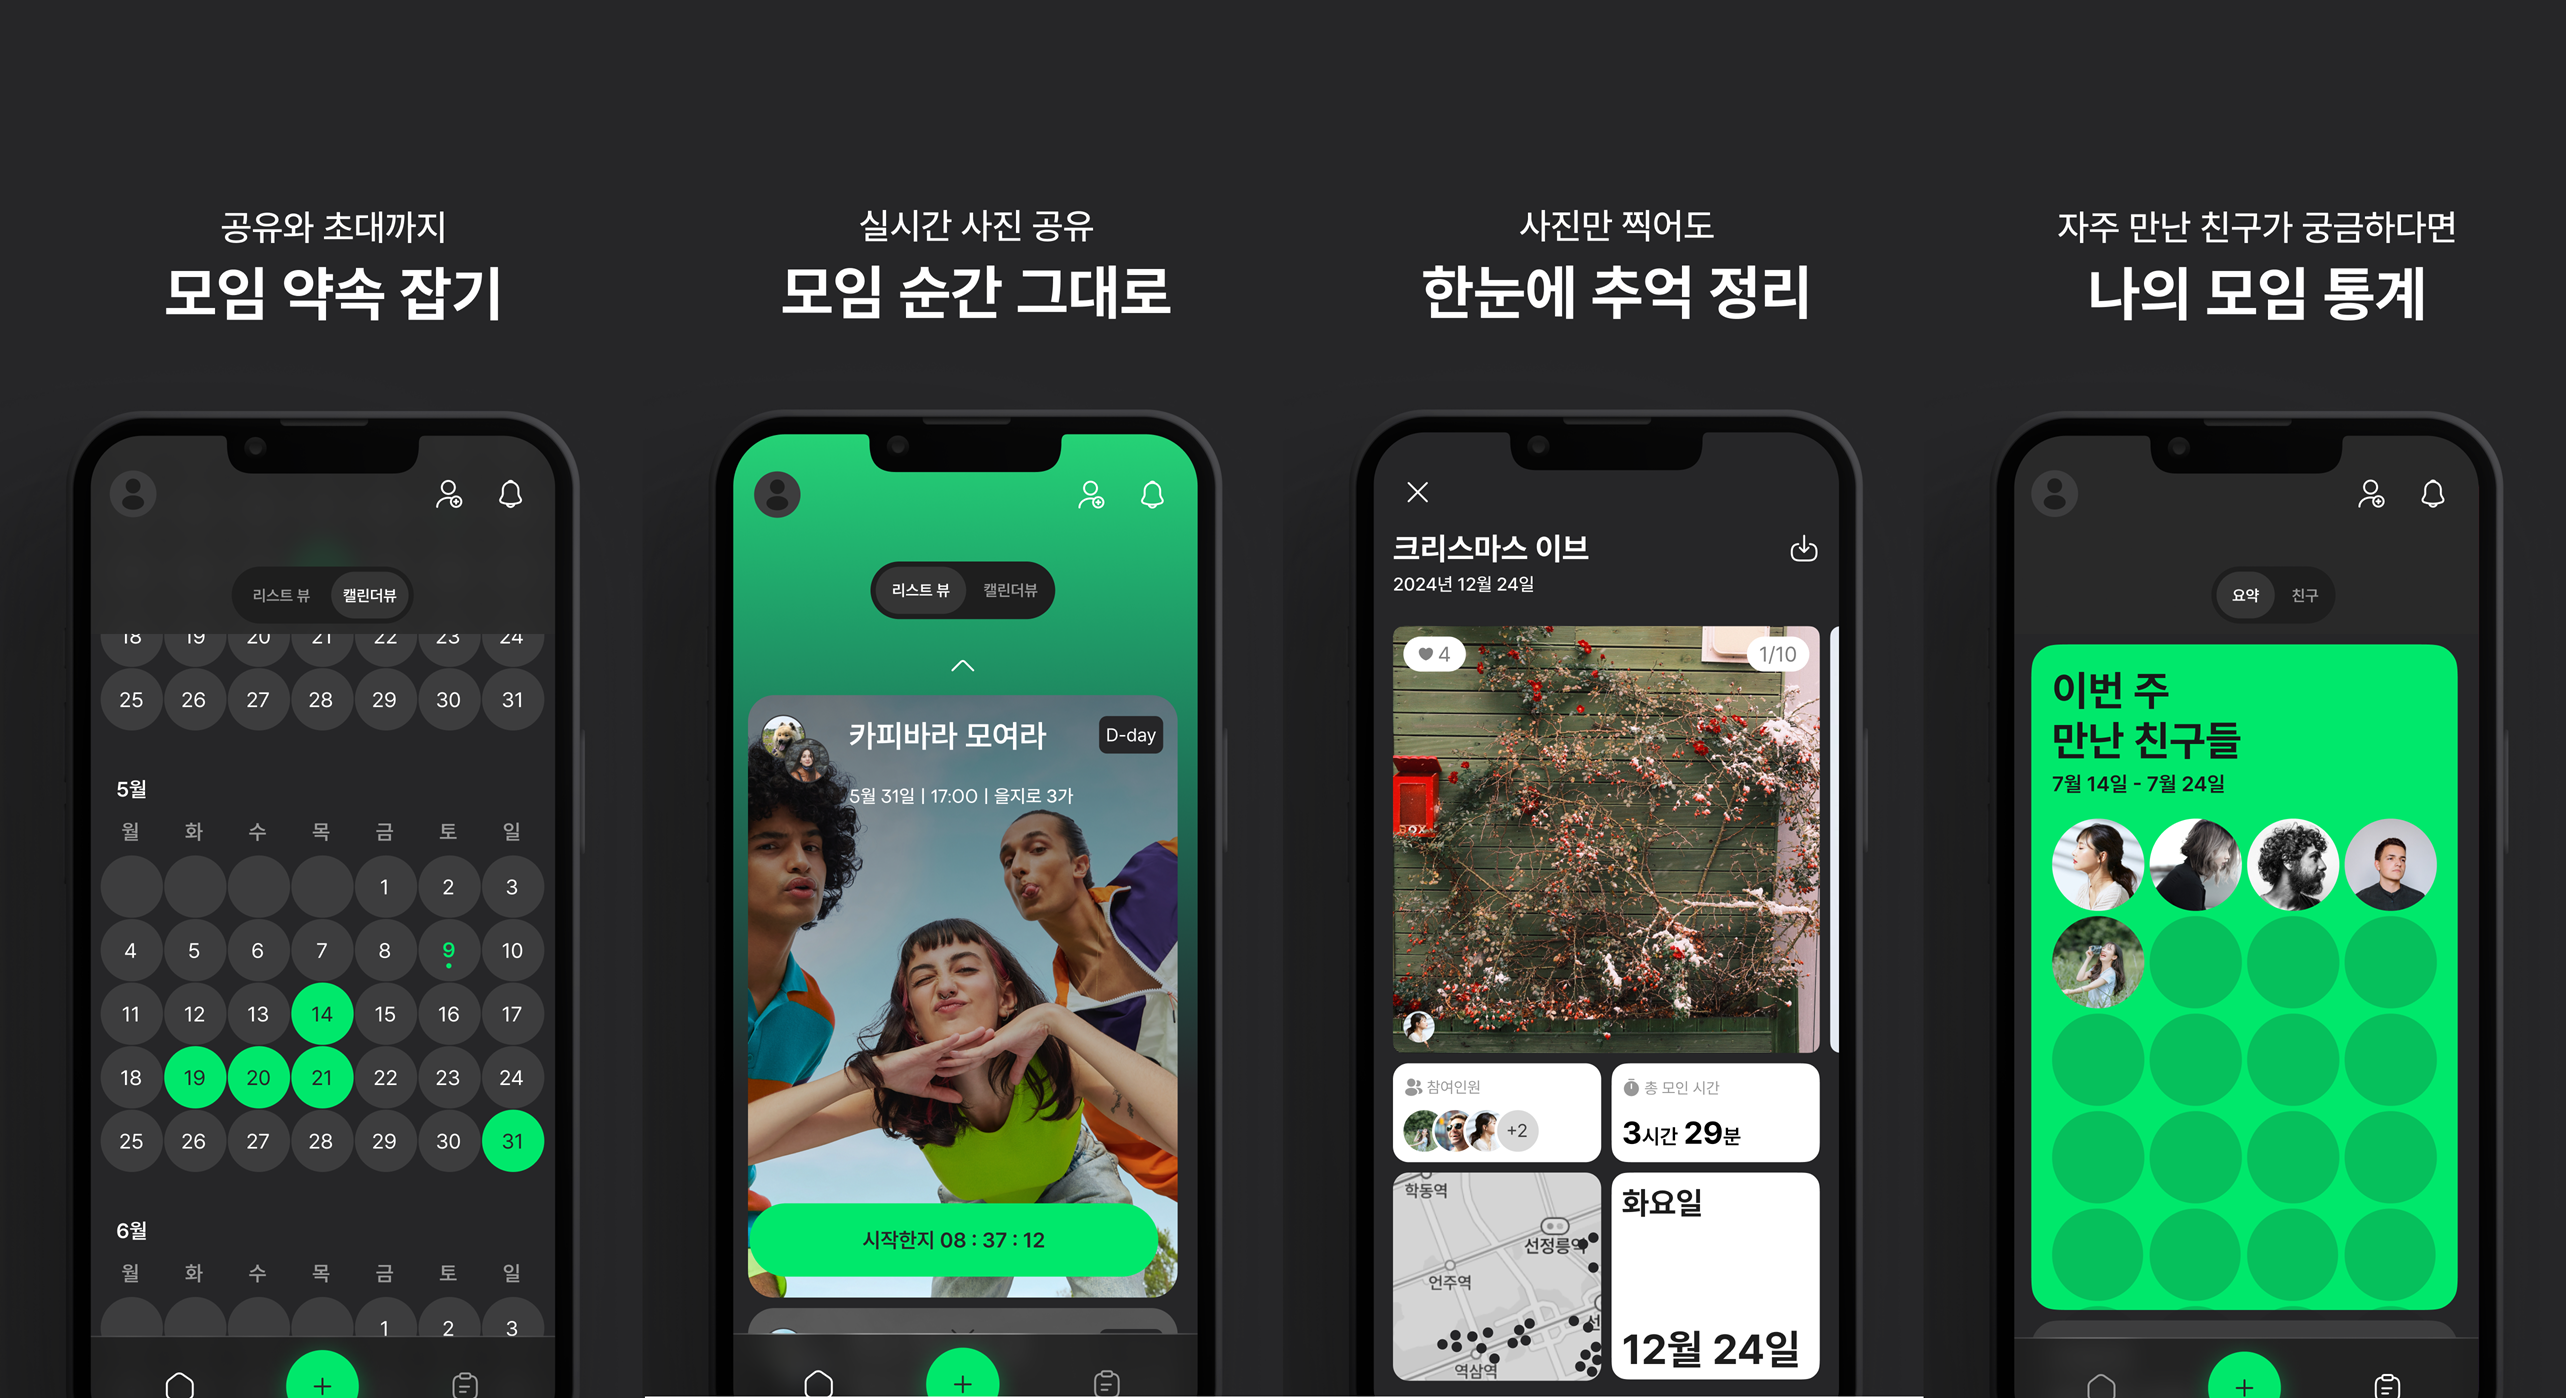 공유와 초대까지
모임 약속 잡기
리스트 뷰 캘린더뷰
18 19 20 21 22 23 24
25 26 27 28 29 30 31
5월
월 화 수 목 금 토 일
1 2 3
4 5 6 7 8 9 10
11 12 13 14 15 16 17
18 19 20 21 22 23 24
25 26 27 28 29 30 31
6월
월 화 수 목 금 토 일
1 2 3
실시간 사진 공유
모임 순간 그대로
리스트 뷰 캘린더뷰
카피바라 모여라
D-day
5월 31일 | 17:00 | 을지로 3가
시작한지 08 : 37 : 12
사진만 찍어도
한눈에 추억 정리
크리스마스 이브
2024년 12월 24일
4
1/10
참여인원
+2
총 모인 시간
3시간 29분
학동역
선정릉역
언주역
역삼역
선
화요일
12월 24일
자주 만난 친구가 궁금하다면
나의 모임 통계
요약 친구
이번 주
만난 친구들
7월 14일 - 7월 24일